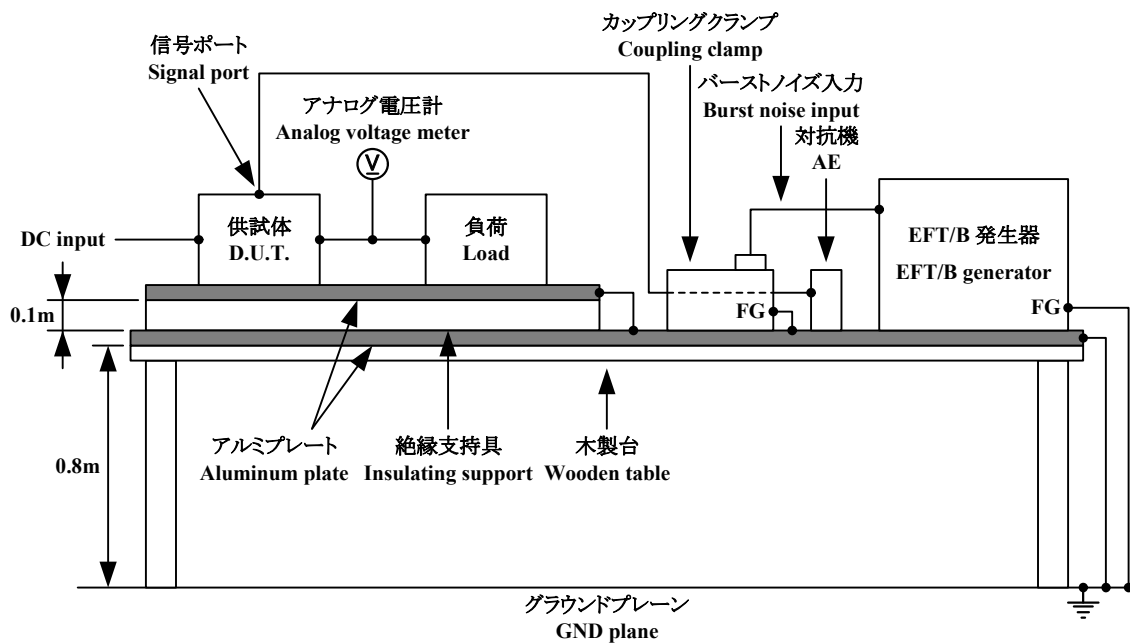 カップリングクランプ
Coupling clamp
信号ポート
Signal port
バーストノイズ入力
Burst noise input
アナログ電圧計
Analog voltage meter
対抗機
AE
V
供試体
D.U.T.
負荷
Load
DC input
EFT/B 発生器
EFT/B generator
FG
FG
0.1m
アルミプレート
Aluminum plate
絶縁支持具
Insulating support
木製台
Wooden table
0.8m
グラウンドプレーン
GND plane